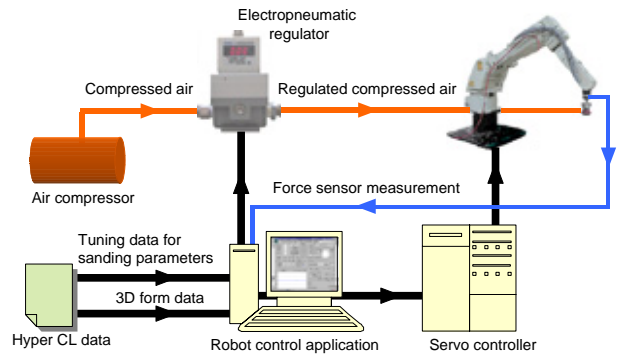 Electropneumatic
regulator
Compressed air
Regulated compressed air
Air compressor
Force sensor measurement
Tuning data for
sanding parameters
3D form data
Hyper CL data
Robot control application
Servo controller